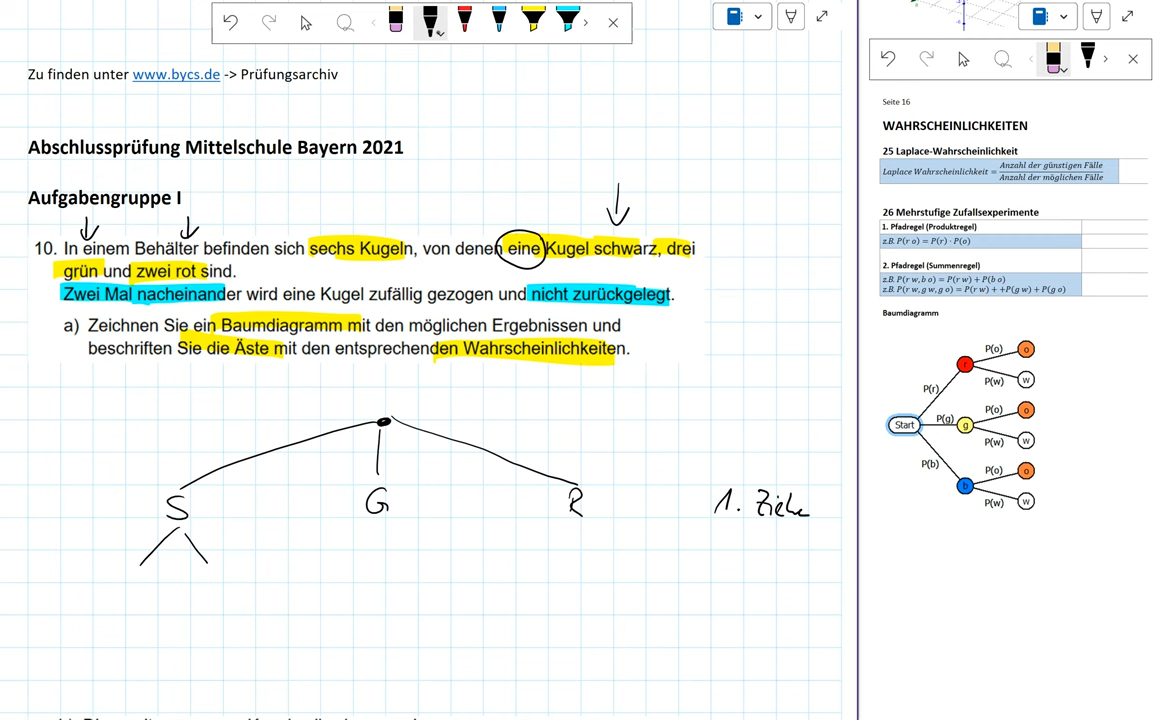 Zu finden unter www.bycs.de -> Prüfungsarchiv
Abschlussprüfung Mittelschule Bayern 2021
Aufgabengruppe I
10. In einem Behälter befinden sich sechs Kugeln, von denen eine Kugel schwarz, drei
grün und zwei rot sind.
Zwei Mal nacheinander wird eine Kugel zufällig gezogen und nicht zurückgelegt.
a) Zeichnen Sie ein Baumdiagramm mit den möglichen Ergebnissen und
beschriften Sie die Äste mit den entsprechenden Wahrscheinlichkeiten.
S G R 1. Ziehe
Seite 16
WAHRSCHEINLICHKEITEN
25 Laplace-Wahrscheinlichkeit
Laplace Wahrscheinlichkeit = Anzahl der günstigen Fälle
Anzahl der möglichen Fälle
26 Mehrstufige Zufallsexperimente
1. Pfadregel (Produktregel)
z.B. P(r o) = P(r) · P(o)
2. Pfadregel (Summenregel)
z.B. P(r w, b o) = P(r w) + P(b o)
z.B. P(r w, g w, g o) = P(r w) + +P(g w) + P(g o)
Baumdiagramm
P(o) o
r
P(r) P(w) w
P(o) o
Start P(g) g
P(w) w
P(b) P(o) o
b
P(w) w